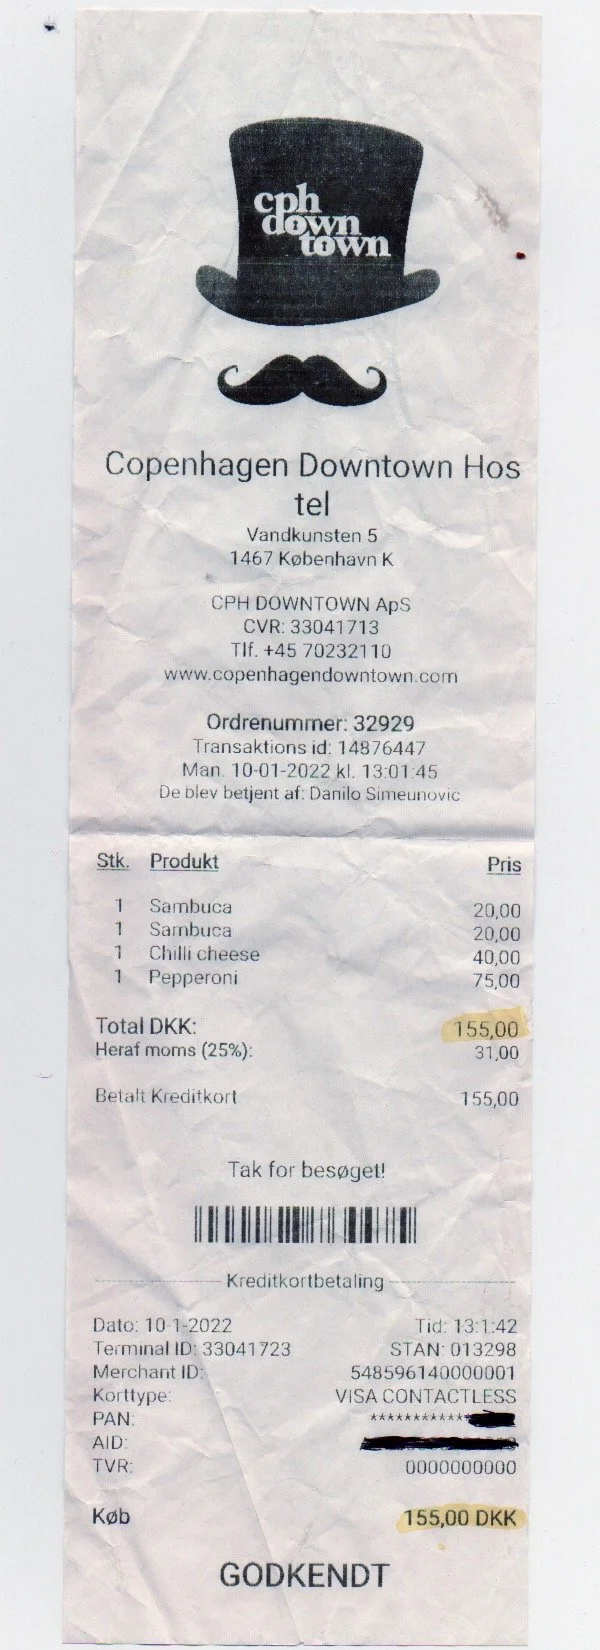 cph
down
town
Copenhagen Downtown Hos
tel
Vandkunsten 5
1467 København K
CPH DOWNTOWN ApS
CVR: 33041713
Tlf. +45 70232110
www.copenhagendowntown.com
Ordrenummer: 32929
Transaktions id: 14876447
Man. 10-01-2022 kl. 13:01:45
De blev betjent af: Danilo Simeunovic
Stk. Produkt Pris
1 Sambuca 20,00
1 Sambuca 20,00
1 Chilli cheese 40,00
1 Pepperoni 75,00
Total DKK: 155,00
Heraf moms (25%): 31,00
Betalt Kreditkort 155,00
Tak for besøget!
Kreditkortbetaling
Dato: 10-1-2022 Tid: 13:1:42
Terminal ID: 33041723 STAN: 013298
Merchant ID: 548596140000001
Korttype: VISA CONTACTLESS
PAN: ************
AID:
TVR: 0000000000
Køb 155,00 DKK
GODKENDT